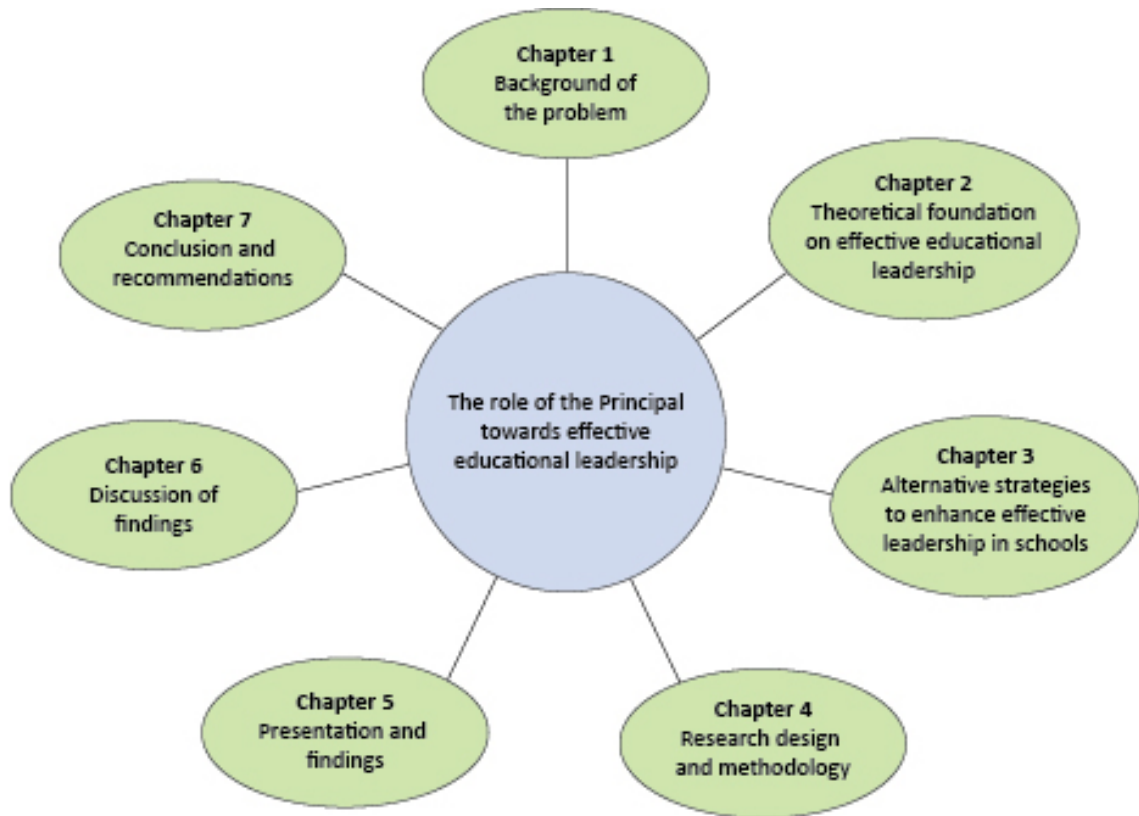 Chapter 1
Background of
the problem
Chapter 2
Theoretical foundation
on effective educational
leadership
Chapter 3
Alternative strategies
to enhance effective
leadership in schools
Chapter 4
Research design
and methodology
Chapter 5
Presentation and
findings
Chapter 6
Discussion of
findings
Chapter 7
Conclusion and
recommendations
The role of the Principal
towards effective
educational leadership